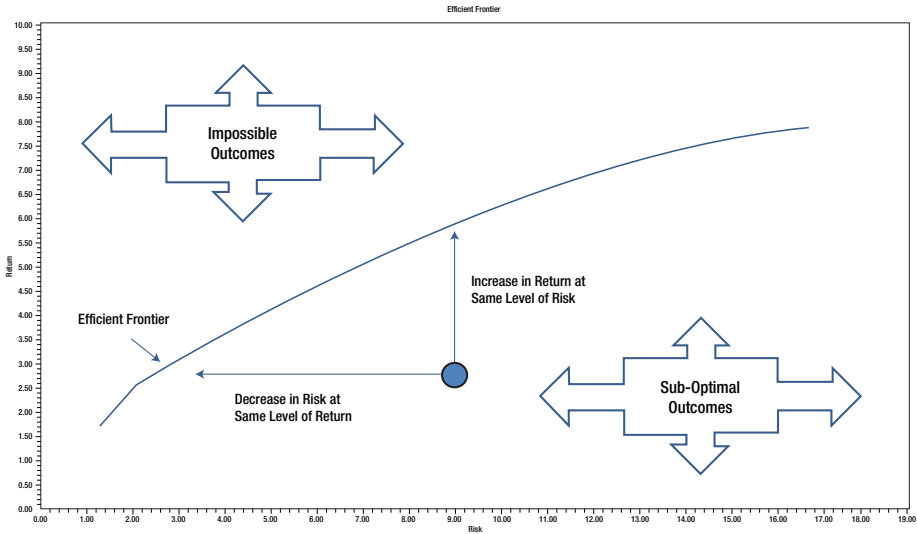 Efficient Frontier
10.00
9.50
9.00
8.50
8.00
7.50
7.00
6.50
6.00
5.50
5.00
4.50
4.00
3.50
3.00
2.50
2.00
1.50
1.00
0.50
0.00
Return
Impossible
Outcomes
Increase in Return at
Same Level of Risk
Efficient Frontier
Decrease in Risk at
Same Level of Return
Sub-Optimal
Outcomes
0.00 1.00 2.00 3.00 4.00 5.00 6.00 7.00 8.00 9.00 10.00 11.00 12.00 13.00 14.00 15.00 16.00 17.00 18.00 19.00
Risk